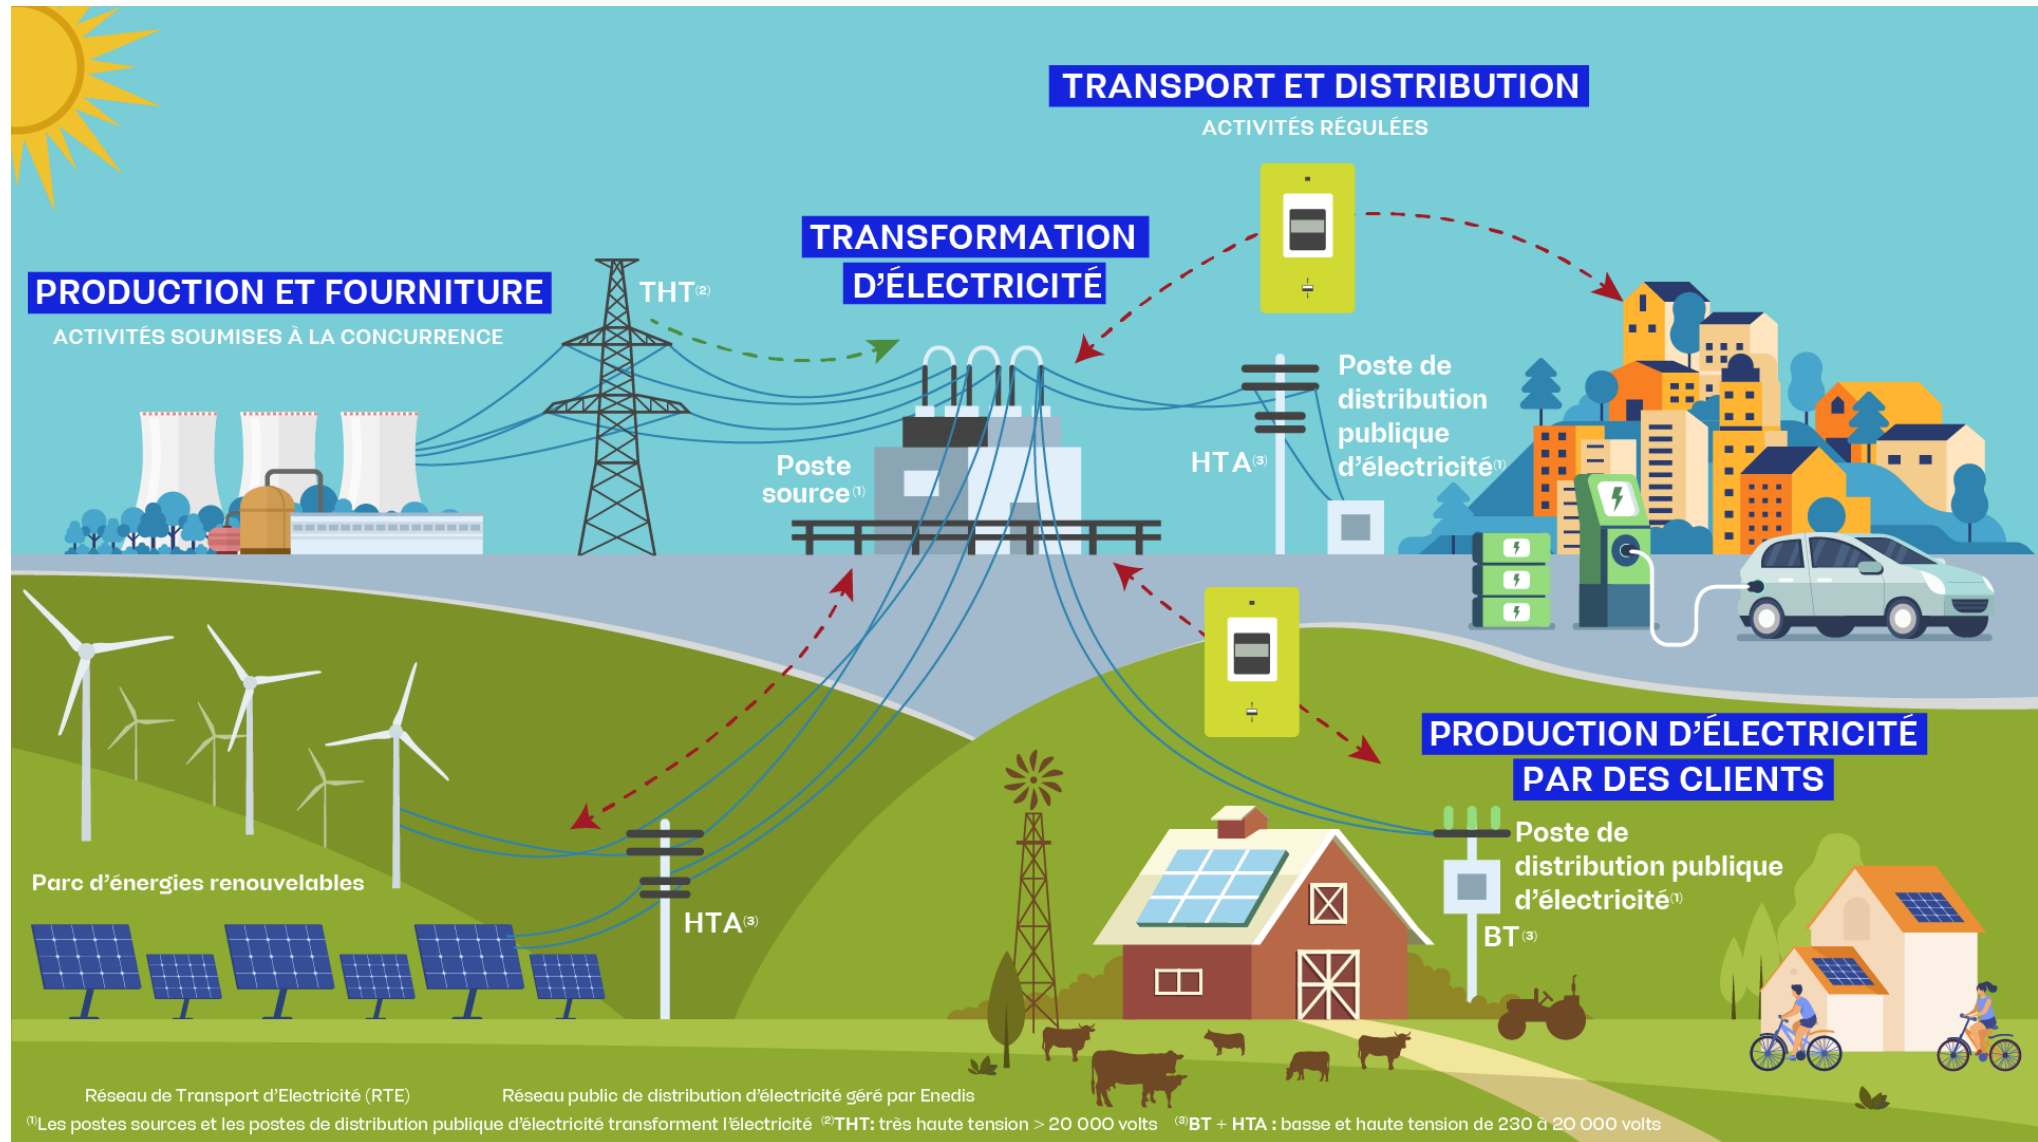 TRANSPORT ET DISTRIBUTION
ACTIVITÉS RÉGULÉES
TRANSFORMATION
D'ÉLECTRICITÉ
PRODUCTION ET FOURNITURE
ACTIVITÉS SOUMISES À LA CONCURRENCE
THT(2)
Poste de
distribution
publique
d'électricité(1)
HTA(3)
Poste
source(1)
PRODUCTION D'ÉLECTRICITÉ
PAR DES CLIENTS
Poste de
distribution publique
d'électricité(1)
BT(3)
Parc d'énergies renouvelables
HTA(3)
Réseau de Transport d'Electricité (RTE)
Réseau public de distribution d'électricité géré par Enedis
(1)Les postes sources et les postes de distribution publique d'électricité transforment l'électricité (2)THT: très haute tension > 20 000 volts (3)BT + HTA : basse et haute tension de 230 à 20 000 volts